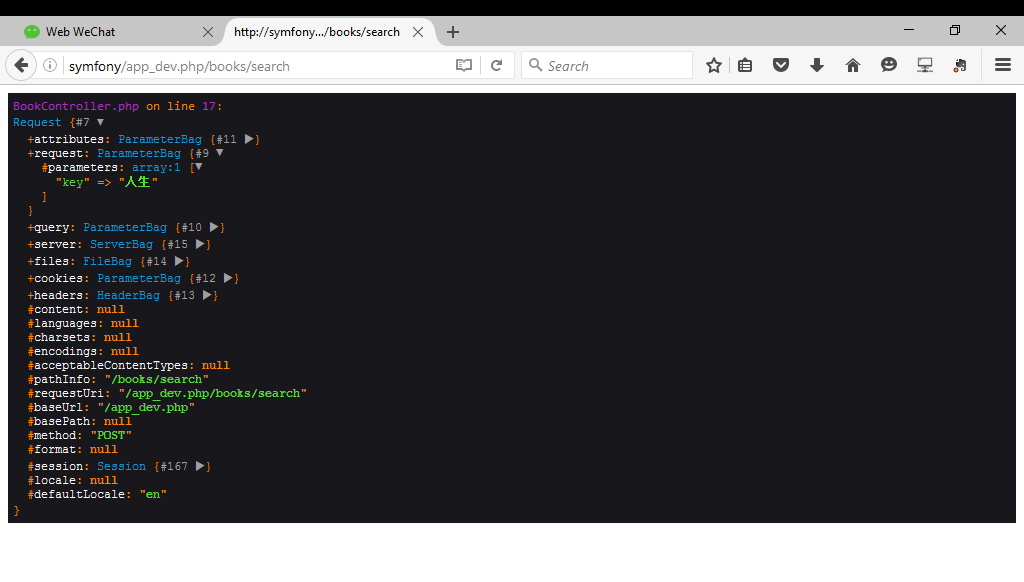 Web WeChat
http://symfony.../books/search
symfony/app_dev.php/books/search
Search
BookController.php on line 17:
Request {#7 ▼
+attributes: ParameterBag {#11 ▶}
+request: ParameterBag {#9 ▼
#parameters: array:1 [▼
"key" => "人生"
]
}
+query: ParameterBag {#10 ▶}
+server: ServerBag {#15 ▶}
+files: FileBag {#14 ▶}
+cookies: ParameterBag {#12 ▶}
+headers: HeaderBag {#13 ▶}
#content: null
#languages: null
#charsets: null
#encodings: null
#acceptableContentTypes: null
#pathInfo: "/books/search"
#requestUri: "/app_dev.php/books/search"
#baseUrl: "/app_dev.php"
#basePath: null
#method: "POST"
#format: null
#session: Session {#167 ▶}
#locale: null
#defaultLocale: "en"
}